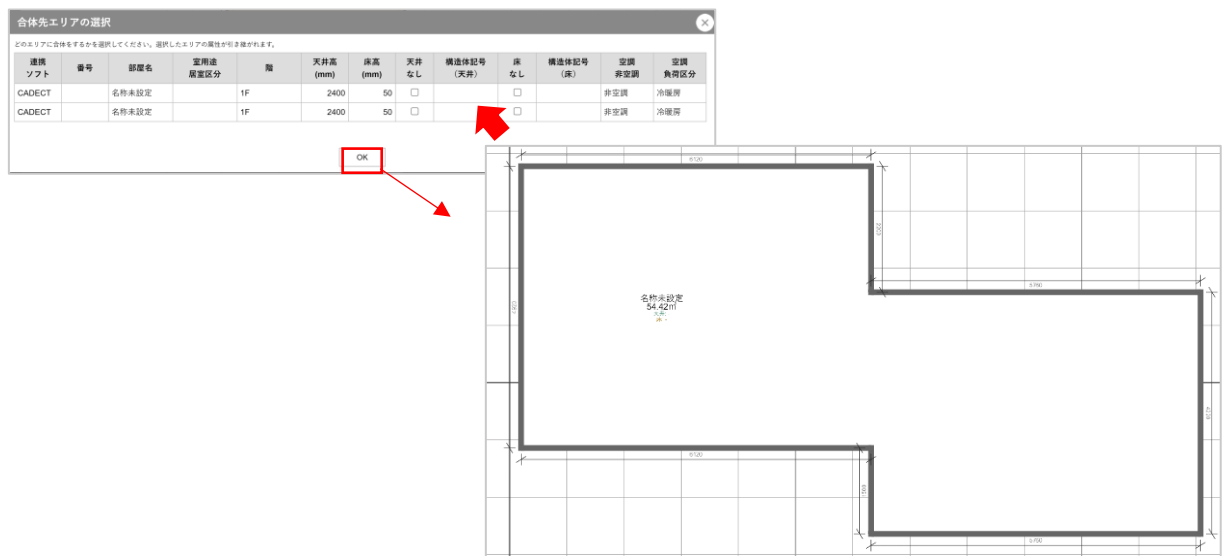 合体先エリアの選択
どのエリアに合体をするかを選択してください。選択したエリアの属性が引き継がれます。
連携ソフト 番号 部屋名 室用途居室区分 階 天井高(mm) 床高(mm) 天井なし 構造体記号（天井） 床なし 構造体記号（床） 空調非空調 空調負荷区分
CADECT 名称未設定 1F 2400 50 非空調 冷暖房
CADECT 名称未設定 1F 2400 50 非空調 冷暖房
OK
6120
5760
名称未設定
54.42㎡
6120
5760